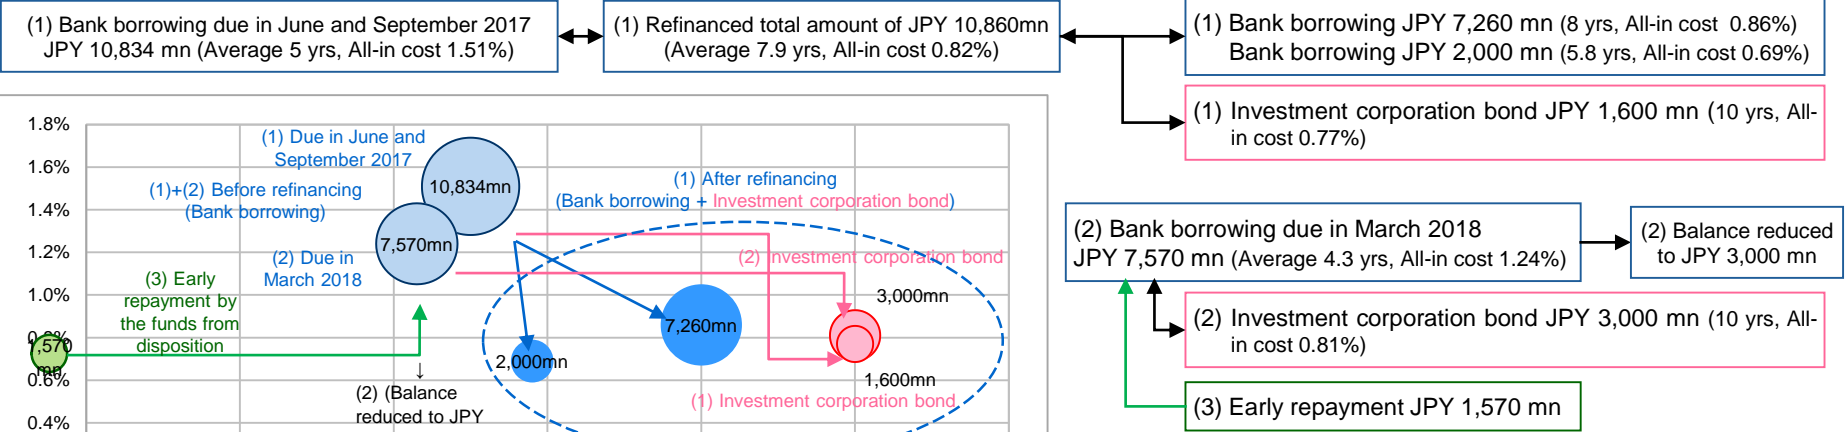 (1) Bank borrowing due in June and September 2017
JPY 10,834 mn (Average 5 yrs, All-in cost 1.51%)
(1) Refinanced total amount of JPY 10,860mn
(Average 7.9 yrs, All-in cost 0.82%)
(1) Bank borrowing JPY 7,260 mn (8 yrs, All-in cost 0.86%)
Bank borrowing JPY 2,000 mn (5.8 yrs, All-in cost 0.69%)
(1) Investment corporation bond JPY 1,600 mn (10 yrs, All-
in cost 0.77%)
(2) Bank borrowing due in March 2018
JPY 7,570 mn (Average 4.3 yrs, All-in cost 1.24%)
(2) Balance reduced
to JPY 3,000 mn
(2) Investment corporation bond JPY 3,000 mn (10 yrs, All-
in cost 0.81%)
(3) Early repayment JPY 1,570 mn
1.8%
1.6%
1.4%
1.2%
1.0%
0.8%
0.6%
0.4%
(1) Due in June and
September 2017
10,834mn
(1)+(2) Before refinancing
(Bank borrowing)
7,570mn
(2) Due in
March 2018
(1) After refinancing
(Bank borrowing + Investment corporation bond)
(2) Investment corporation bond
3,000mn
(3) Early
repayment by
the funds from
disposition
1,570
mn
7,260mn
2,000mn
1,600mn
(1) Investment corporation bond
↓
(2) (Balance
reduced to JPY